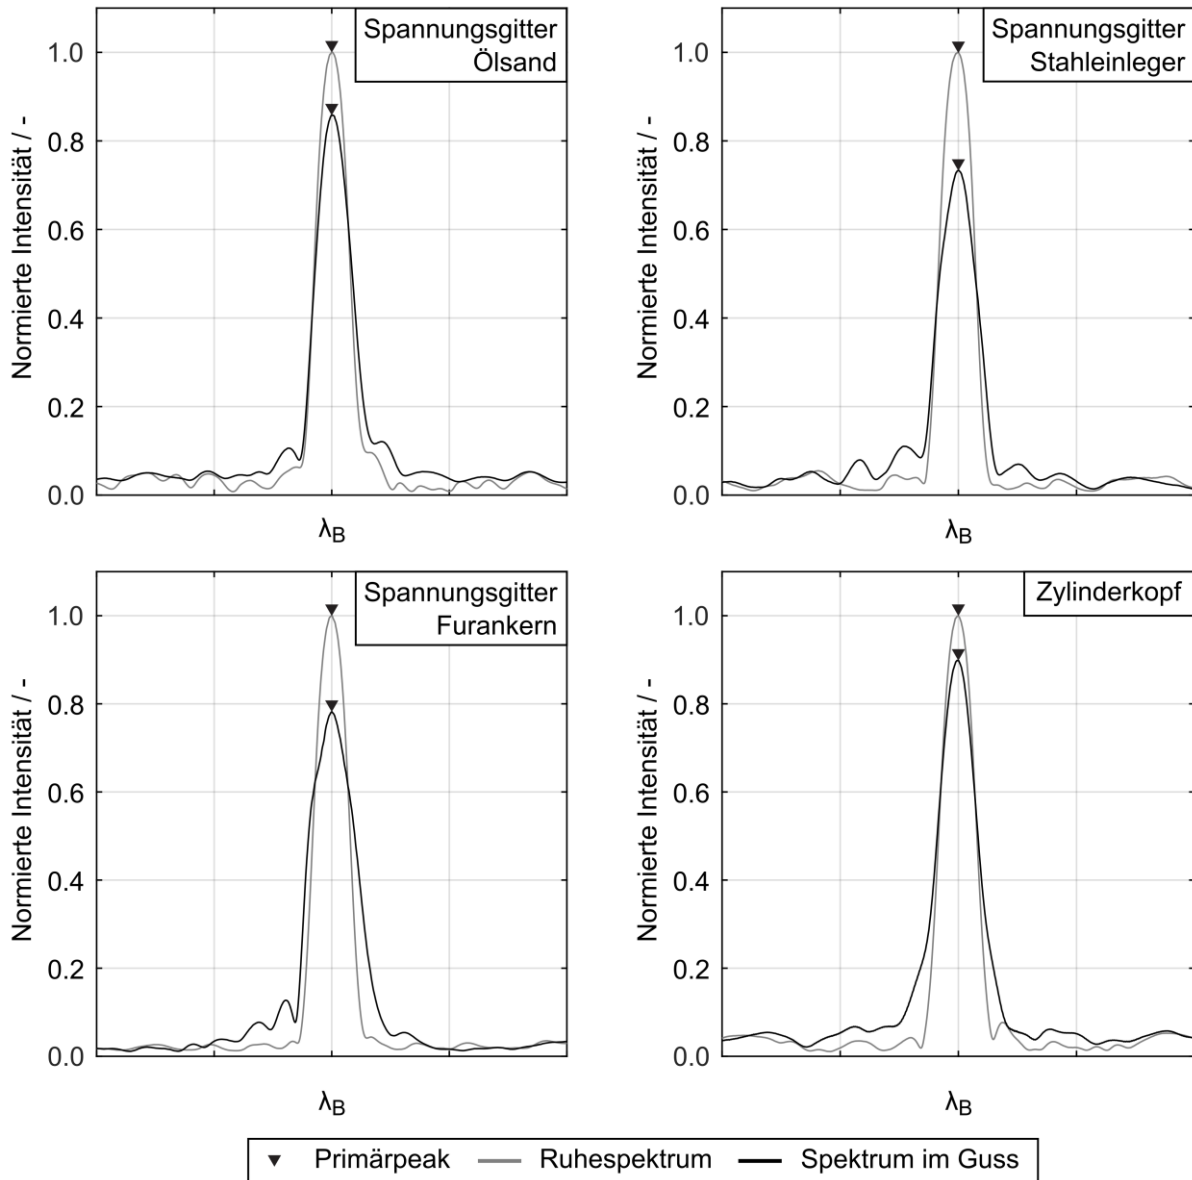 Spannungsgitter
Ölsand
Normierte Intensität / -
1.0
0.8
0.6
0.4
0.2
0.0
λB
Spannungsgitter
Stahleinleger
Normierte Intensität / -
1.0
0.8
0.6
0.4
0.2
0.0
λB
Spannungsgitter
Furankern
Normierte Intensität / -
1.0
0.8
0.6
0.4
0.2
0.0
λB
Zylinderkopf
Normierte Intensität / -
1.0
0.8
0.6
0.4
0.2
0.0
λB
Primärpeak Ruhespektrum Spektrum im Guss